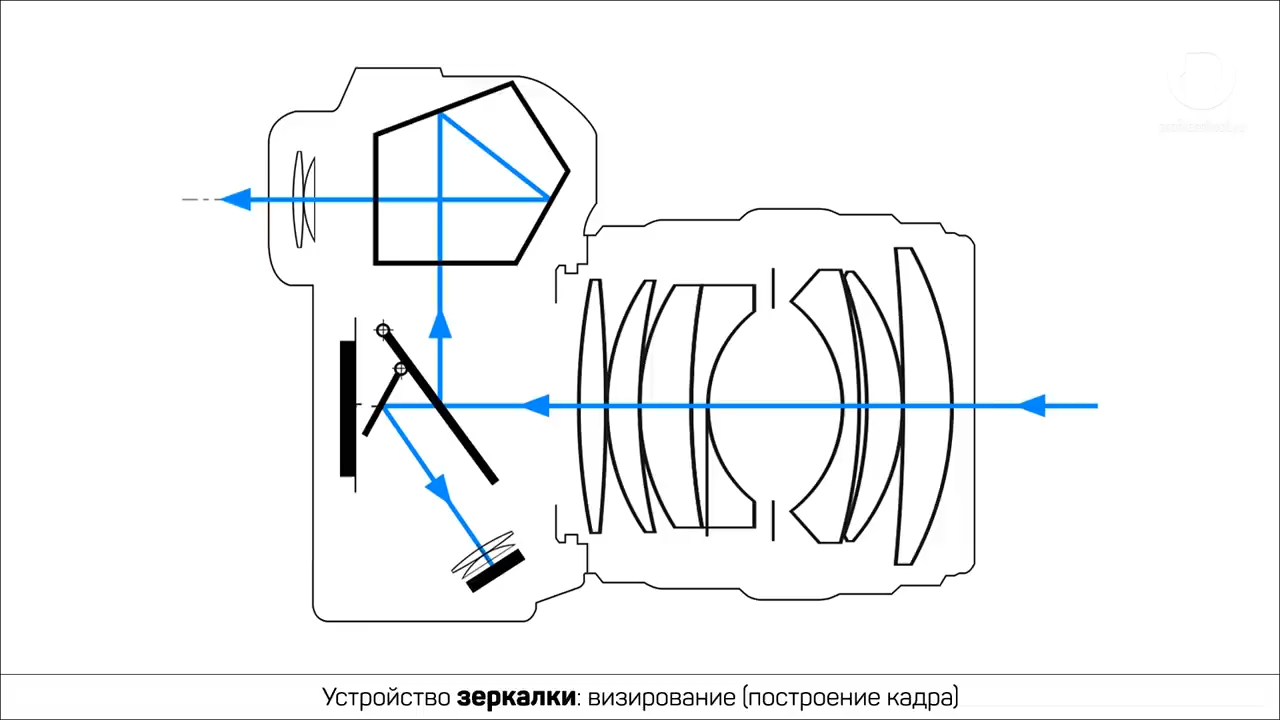 Устройство зеркалки: визирование (построение кадра)